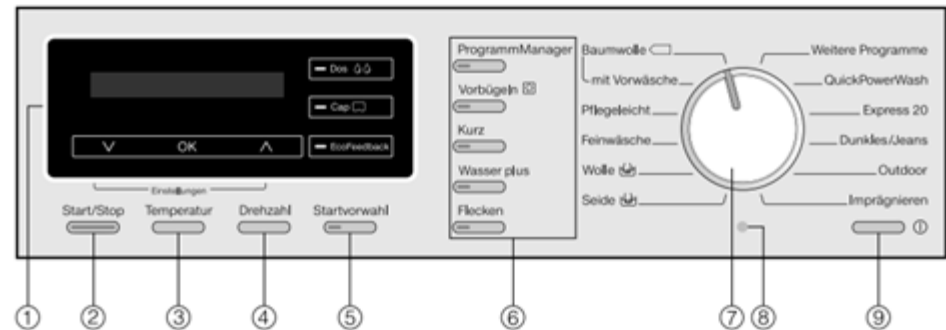 Dos
Cap
EcoFeedback
OK
Einstellungen
Start/Stop
Temperatur
Drehzahl
Startvorwahl
ProgrammManager
Vorbügeln
Kurz
Wasser plus
Flecken
Baumwolle
mit Vorwäsche
Pflegeleicht
Feinwäsche
Wolle
Seide
Weitere Programme
QuickPowerWash
Express 20
Dunkles/Jeans
Outdoor
Imprägnieren
① ② ③ ④ ⑤ ⑥ ⑦ ⑧ ⑨